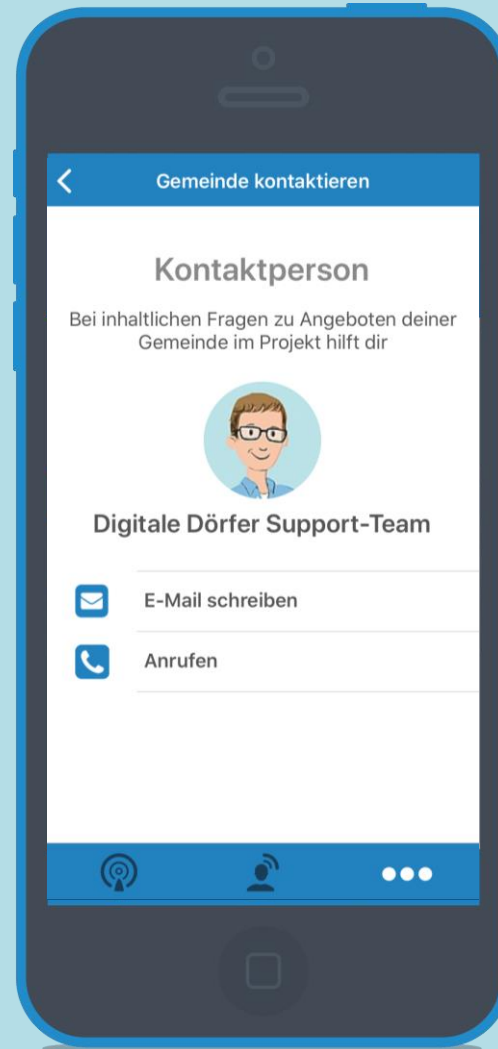 Gemeinde kontaktieren
Kontaktperson
Bei inhaltlichen Fragen zu Angeboten deiner
Gemeinde im Projekt hilft dir
Digitale Dörfer Support-Team
E-Mail schreiben
Anrufen